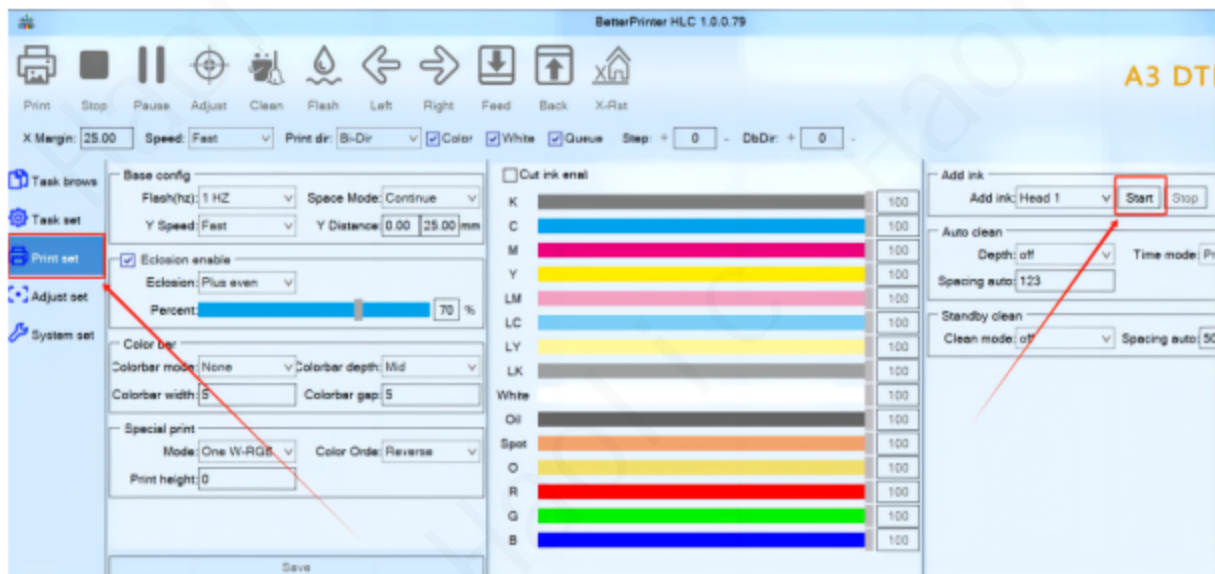 BetterPrinter HLC 1.0.0.79
Print Stop Pause Adjust Clean Flash Left Right Feed Back X-Rst
A3 DT
X Margin: 25.00 Speed: Fast Print dir: Bi-Dir Color White Queue Step: + 0 - DbDir: + 0 -
Task brows
Task set
Print set
Adjust set
System set
Base config
Flash(hz): 1 HZ Space Mode: Continue
Y Speed: Fast Y Distance: 0.00 25.00 mm
Eclosion enable
Eclosion: Plus even
Percent: 70 %
Color bar
Colorbar mode: None Colorbar depth: Mid
Colorbar width: 5 Colorbar gap: 5
Special print
Mode: One W-RGB Color Orde: Reverse
Print height: 0
Save
Cut ink enabl
K 100
C 100
M 100
Y 100
LM 100
LC 100
LY 100
LK 100
White 100
Oil 100
Spot 100
O 100
R 100
G 100
B 100
Add ink
Add ink: Head 1 Start Stop
Auto clean
Depth: off Time mode: Pr
Spacing auto: 123
Standby clean
Clean mode: off Spacing auto: 50